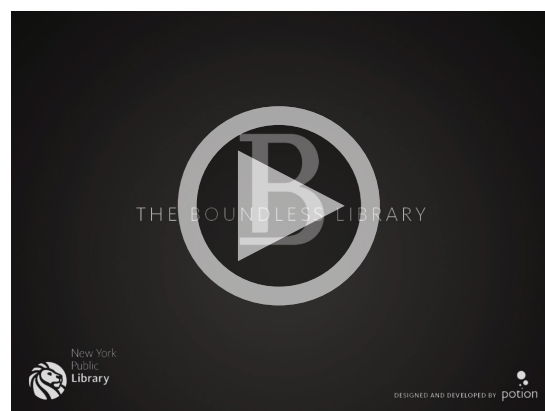 B
THE BOUNDLESS LIBRARY
New York
Public
Library
DESIGNED AND DEVELOPED BY potion